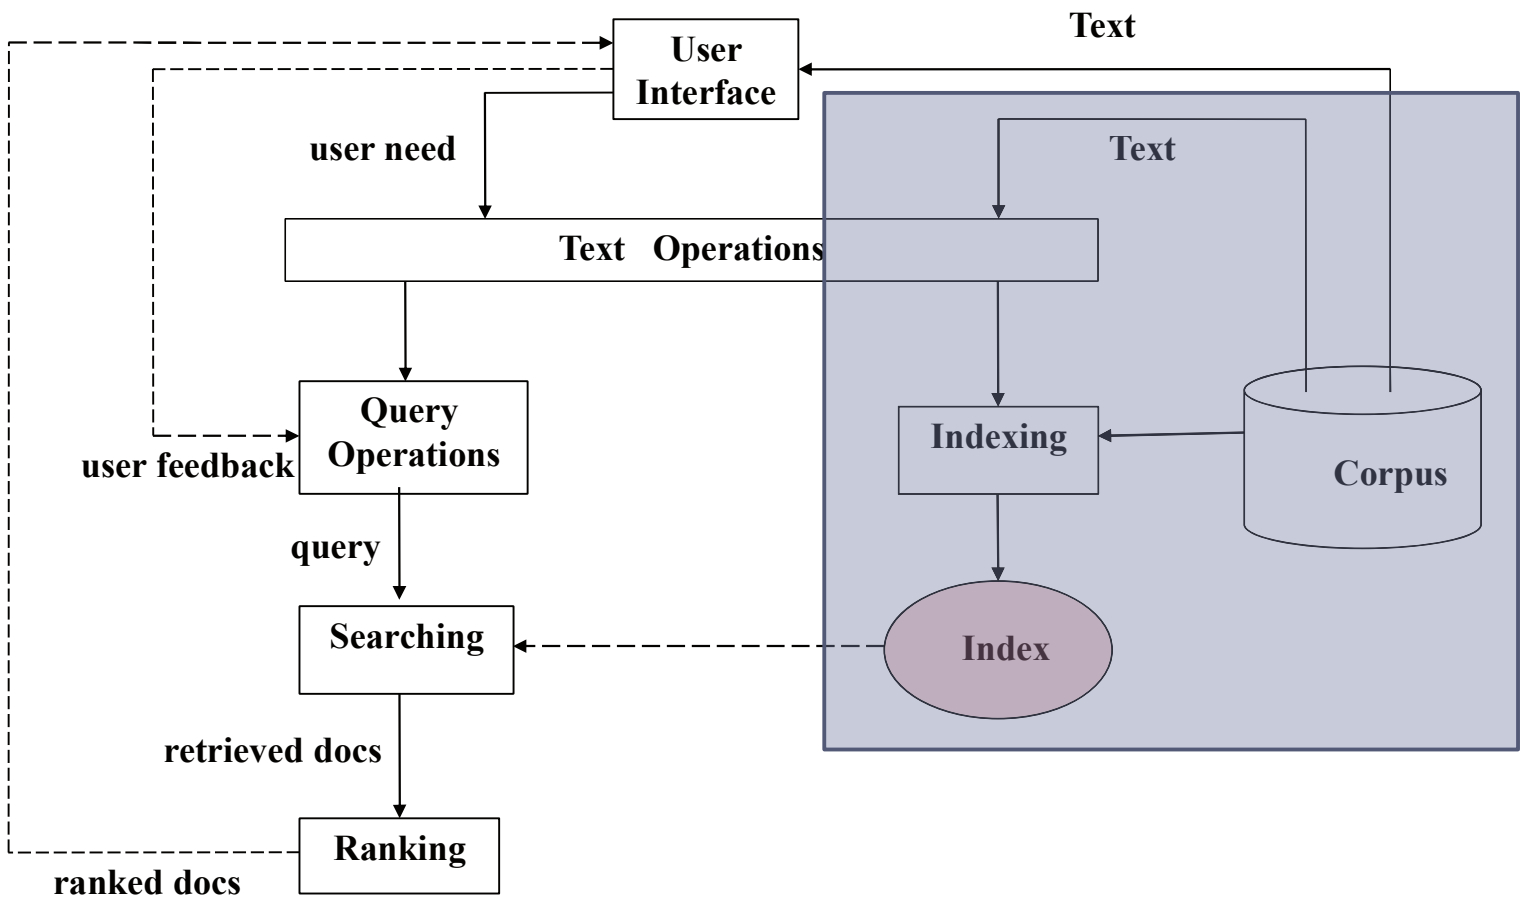 Text
User
Interface
user need
Text
Text Operations
Query
Operations
Indexing
user feedback
Corpus
query
Searching
Index
retrieved docs
Ranking
ranked docs